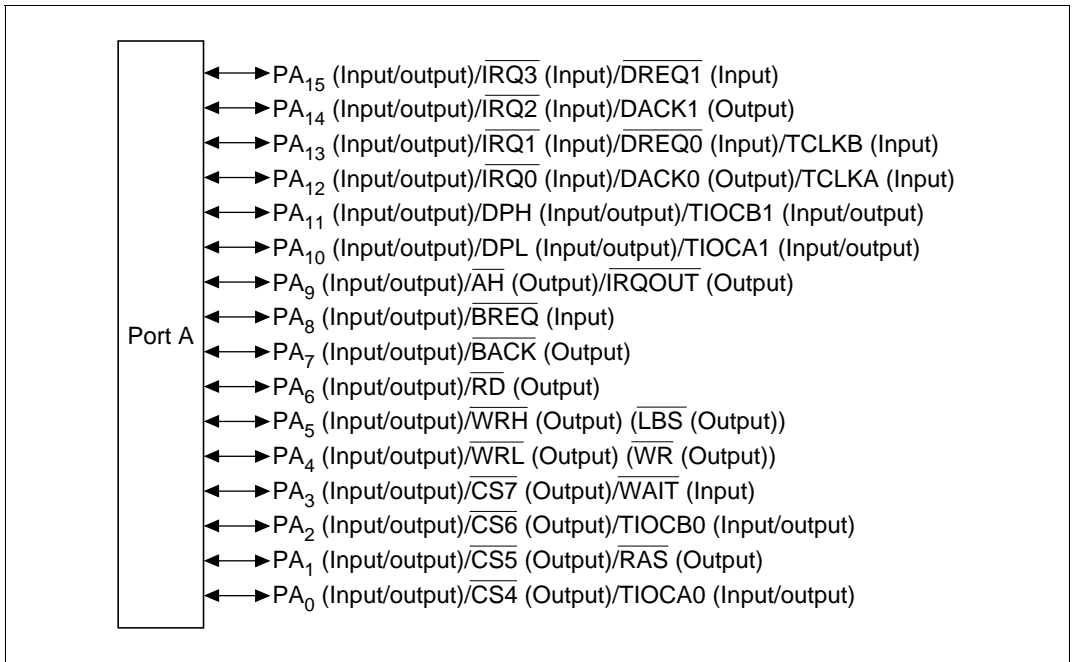 Port A
PA15 (Input/output)/IRQ3 (Input)/DREQ1 (Input)
PA14 (Input/output)/IRQ2 (Input)/DACK1 (Output)
PA13 (Input/output)/IRQ1 (Input)/DREQ0 (Input)/TCLKB (Input)
PA12 (Input/output)/IRQ0 (Input)/DACK0 (Output)/TCLKA (Input)
PA11 (Input/output)/DPH (Input/output)/TIOCB1 (Input/output)
PA10 (Input/output)/DPL (Input/output)/TIOCA1 (Input/output)
PA9 (Input/output)/AH (Output)/IRQOUT (Output)
PA8 (Input/output)/BREQ (Input)
PA7 (Input/output)/BACK (Output)
PA6 (Input/output)/RD (Output)
PA5 (Input/output)/WRH (Output) (LBS (Output))
PA4 (Input/output)/WRL (Output) (WR (Output))
PA3 (Input/output)/CS7 (Output)/WAIT (Input)
PA2 (Input/output)/CS6 (Output)/TIOCB0 (Input/output)
PA1 (Input/output)/CS5 (Output)/RAS (Output)
PA0 (Input/output)/CS4 (Output)/TIOCA0 (Input/output)